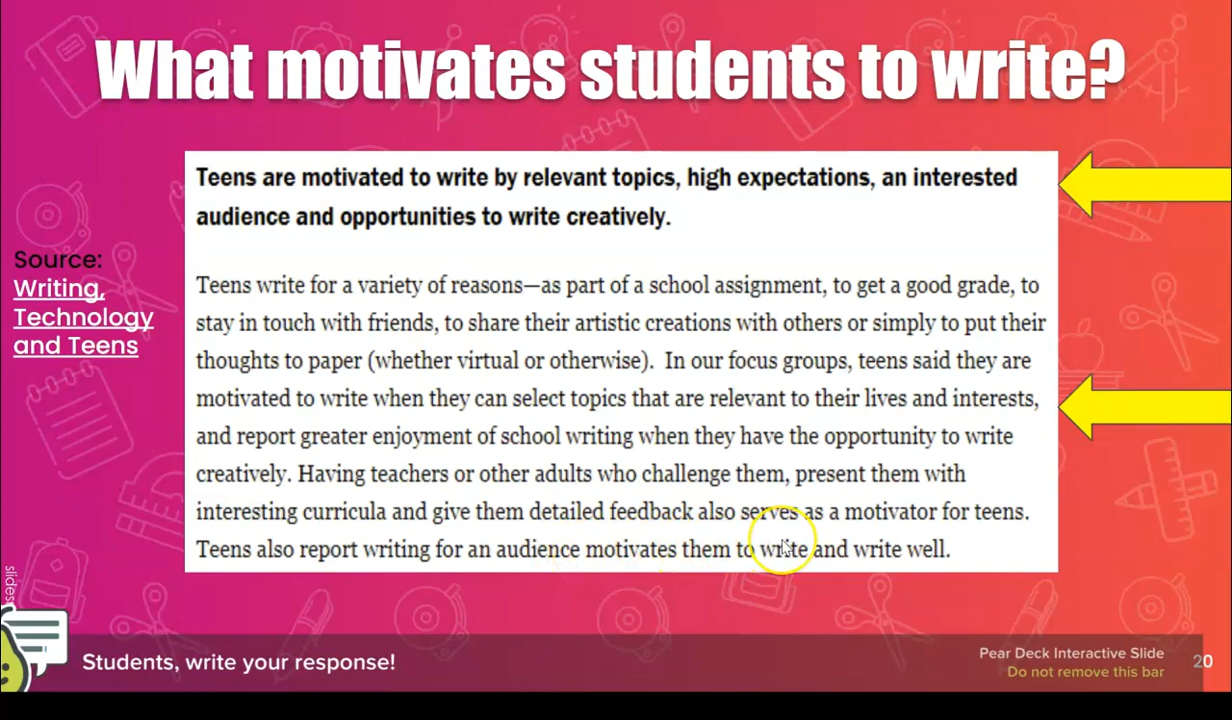 What motivates students to write?
Teens are motivated to write by relevant topics, high expectations, an interested
audience and opportunities to write creatively.
Source:
Writing,
Technology
and Teens
Teens write for a variety of reasons—as part of a school assignment, to get a good grade, to
stay in touch with friends, to share their artistic creations with others or simply to put their
thoughts to paper (whether virtual or otherwise).  In our focus groups, teens said they are
motivated to write when they can select topics that are relevant to their lives and interests,
and report greater enjoyment of school writing when they have the opportunity to write
creatively. Having teachers or other adults who challenge them, present them with
interesting curricula and give them detailed feedback also serves as a motivator for teens.
Teens also report writing for an audience motivates them to write and write well.
slides
Students, write your response!
Pear Deck Interactive Slide
Do not remove this bar
20